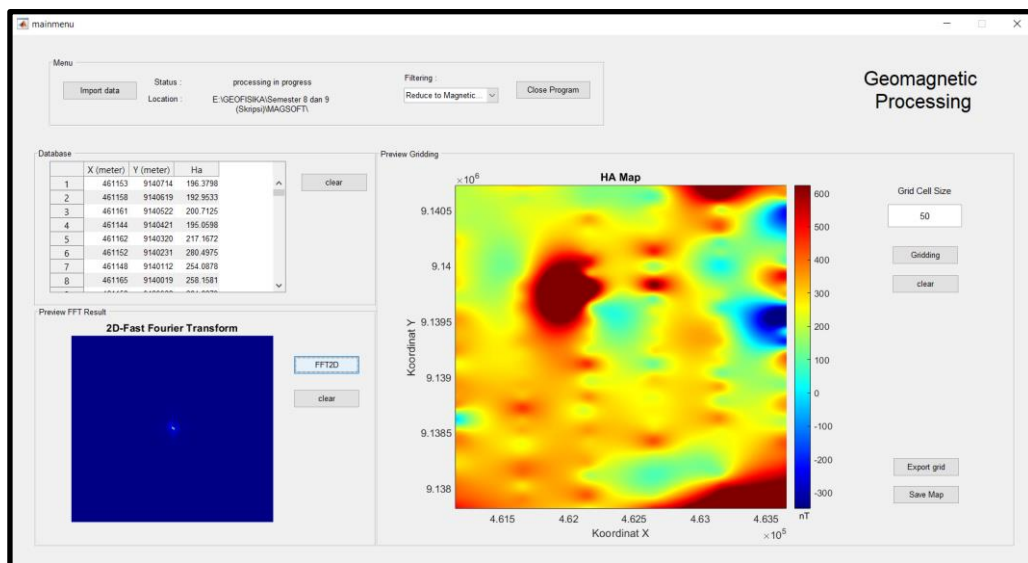 mainmenu
Menu
Import data
Status :
processing in progress
Location :
E:\GEOFISIKA\Semester 8 dan 9
(Skripsi)\MAGSOFT\
Filtering :
Reduce to Magnetic...
Close Program
Geomagnetic
Processing
Database
X (meter) Y (meter) Ha
1 461153 9140714 196.3798
2 461158 9140619 192.9533
3 461161 9140522 200.7125
4 461144 9140421 195.0598
5 461162 9140320 217.1672
6 461152 9140231 280.4975
7 461148 9140112 254.0878
8 461165 9140019 258.1581
clear
Preview FFT Result
2D-Fast Fourier Transform
FFT2D
clear
Preview Gridding
HA Map
×10⁶
9.1405
9.14
9.1395
9.139
9.1385
9.138
Koordinat Y
4.615 4.62 4.625 4.63 4.635
Koordinat X
×10⁵
600
500
400
300
200
100
0
-100
-200
-300
nT
Grid Cell Size
50
Gridding
clear
Export grid
Save Map